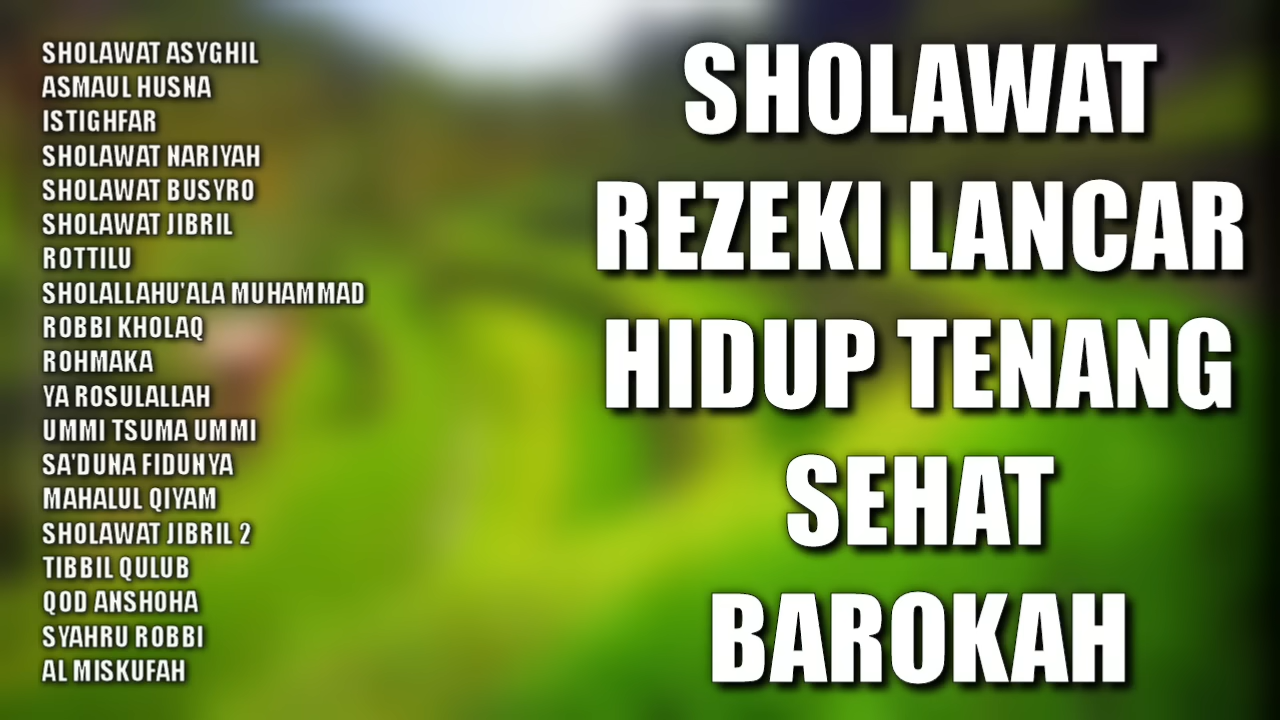 SHOLAWAT ASYGHIL
ASMAUL HUSNA
ISTIGHFAR
SHOLAWAT NARIYAH
SHOLAWAT BUSYRO
SHOLAWAT JIBRIL
ROTTILU
SHOLALLAHU'ALA MUHAMMAD
ROBBI KHOLAQ
ROHMAKA
YA ROSULALLAH
UMMI TSUMA UMMI
SA'DUNA FIDUNYA
MAHALUL QIYAM
SHOLAWAT JIBRIL 2
TIBBIL QULUB
QOD ANSHOHA
SYAHRU ROBBI
AL MISKUFAH
SHOLAWAT
REZEKI LANCAR
HIDUP TENANG
SEHAT
BAROKAH